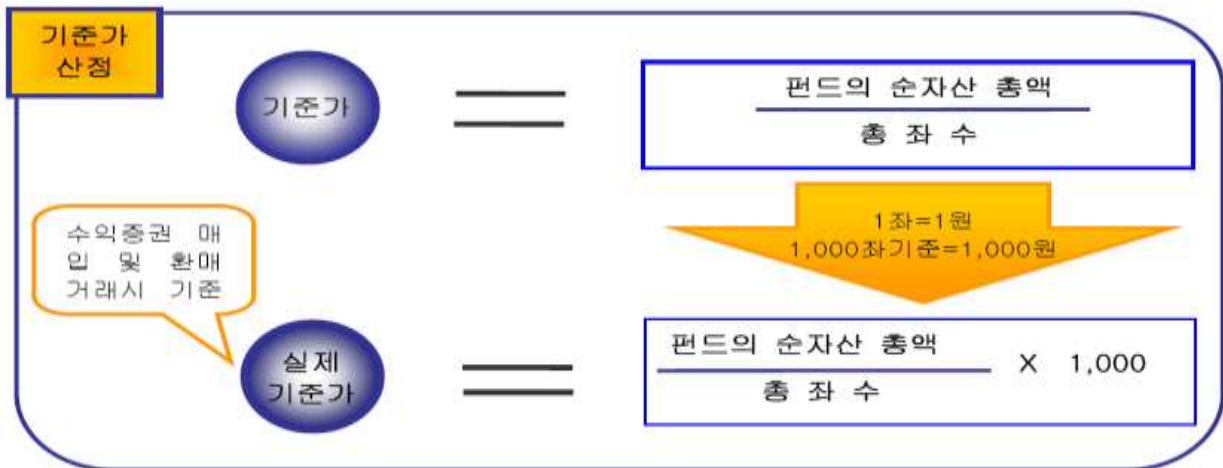 기준가
산정
기준가
펀드의 순자산 총액
총 좌 수
1좌=1원
1,000좌기준=1,000원
수익증권 매
입 및 환매
거래시 기준
실제
기준가
펀드의 순자산 총액
총 좌 수
X 1,000